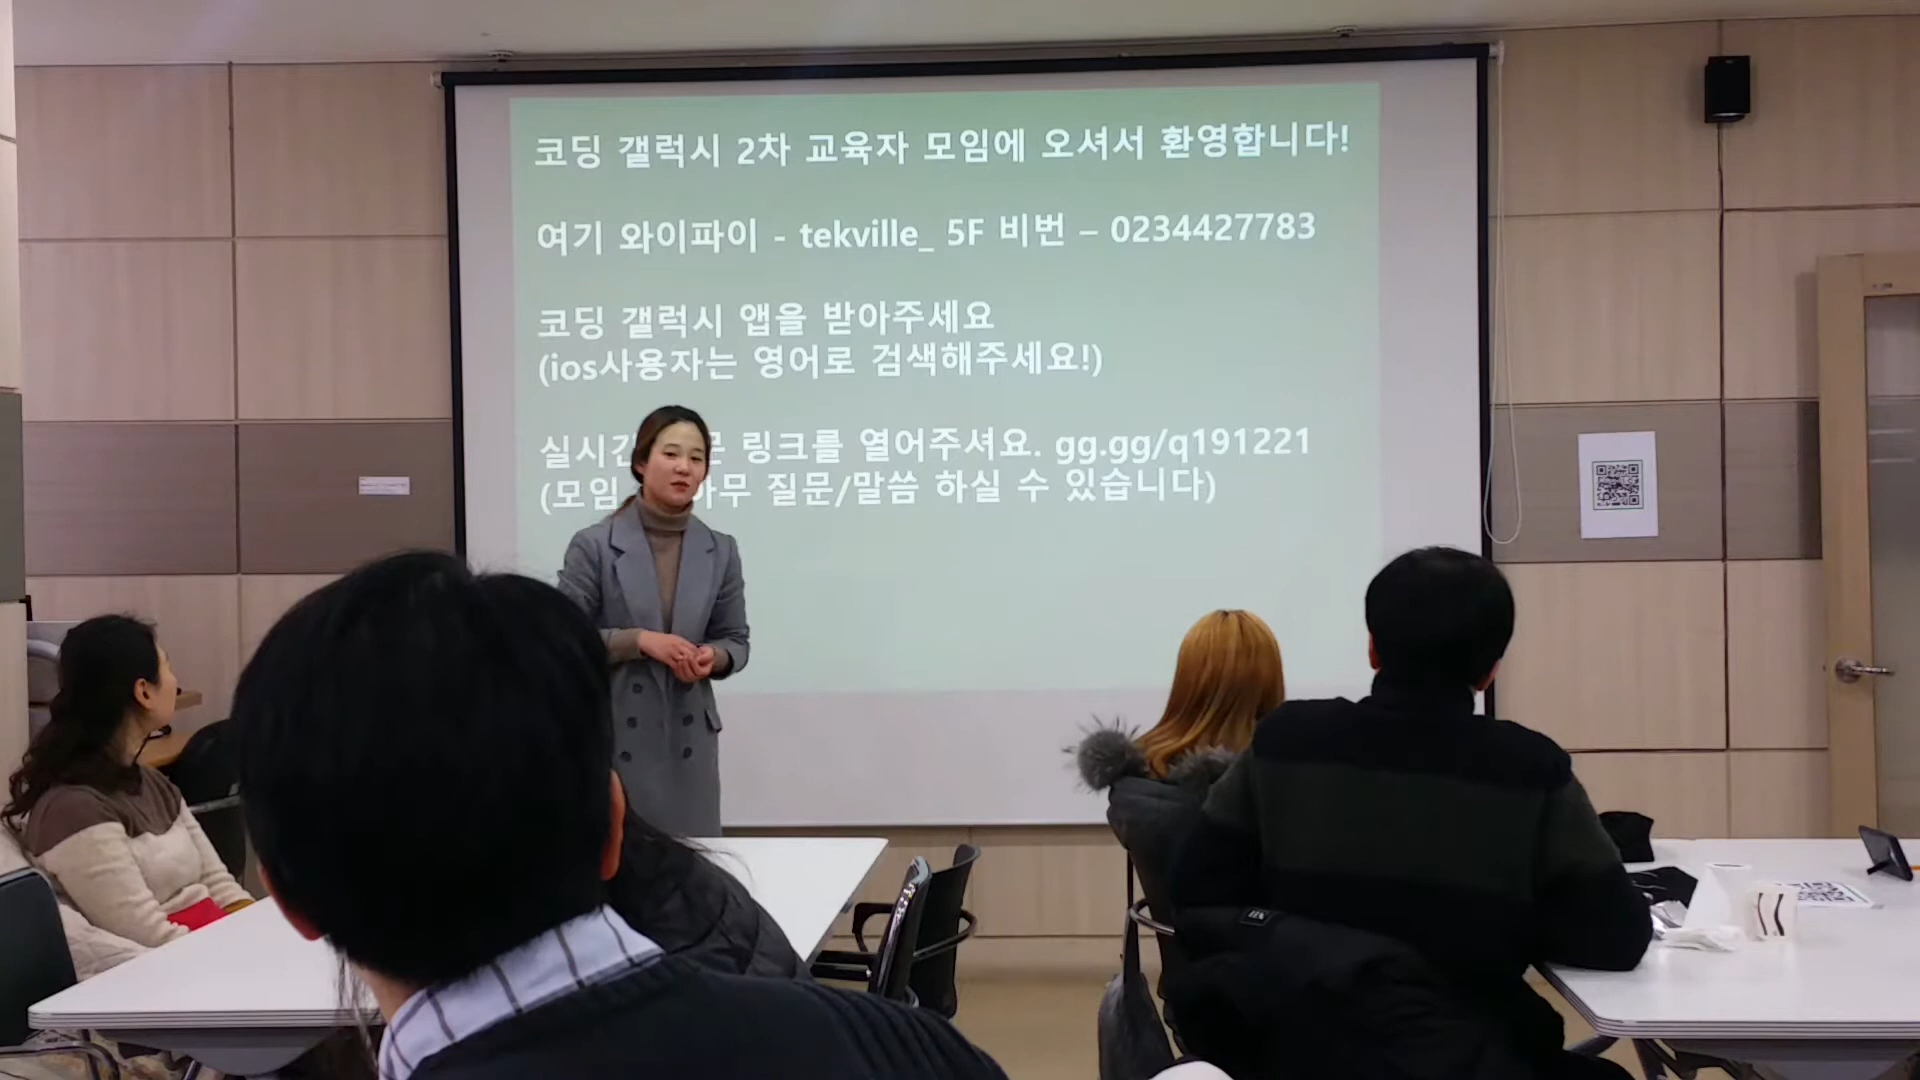 코딩 갤럭시 2차 교육자 모임에 오셔서 환영합니다!
여기 와이파이 - tekville_ 5F 비번 – 0234427783
코딩 갤럭시 앱을 받아주세요
(ios사용자는 영어로 검색해주세요!)
실시간 링크를 열어주셔요. gg.gg/q191221
(모임 아무 질문/말씀 하실 수 있습니다)